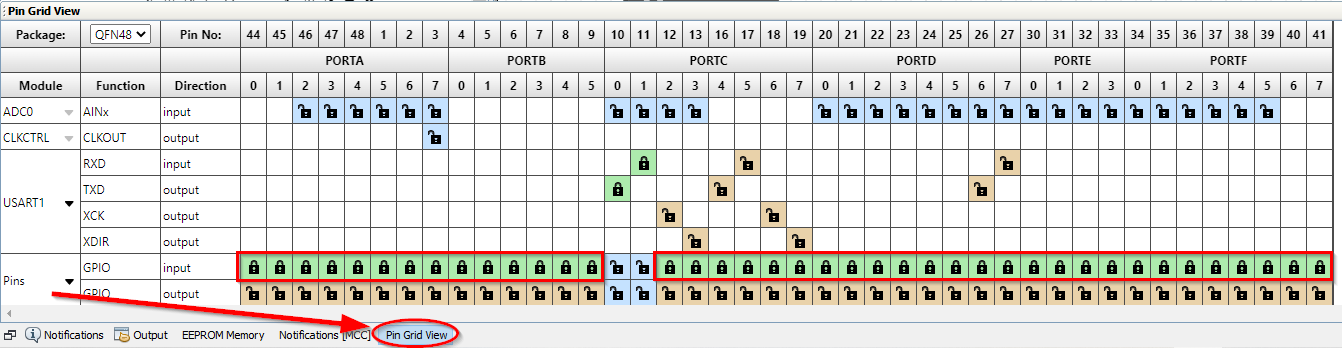 Pin Grid View
Package: QFN48 Pin No: 44 45 46 47 48 1 2 3 4 5 6 7 8 9 10 11 12 13 16 17 18 19 20 21 22 23 24 25 26 27 30 31 32 33 34 35 36 37 38 39 40 41
PORTA PORTB PORTC PORTD PORTE PORTF
Module Function Direction 0 1 2 3 4 5 6 7 0 1 2 3 4 5 0 1 2 3 4 5 6 7 0 1 2 3 4 5 6 7 0 1 2 3 0 1 2 3 4 5 6 7
ADC0 AINx input
CLKCTRL CLKOUT output
RXD input
TXD output
USART1
XCK output
XDIR output
GPIO input
Pins
GPIO output
Notifications Output EEPROM Memory Notifications [MCC] Pin Grid View